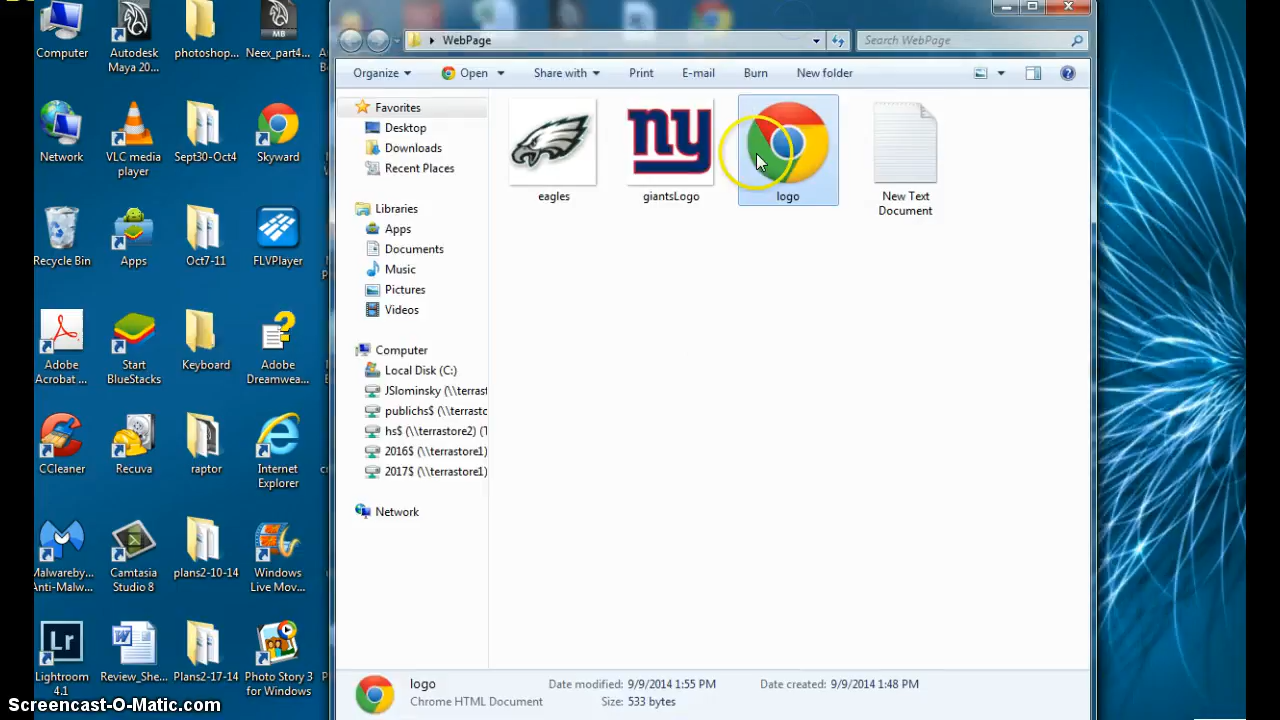 Computer
Autodesk
Maya 20...
photoshop...
Neex_part4...
Network
VLC media
player
Sept30-Oct4
Skyward
Recycle Bin
Apps
Oct7-11
FLVPlayer
Adobe
Acrobat ...
Start
BlueStacks
Keyboard
Adobe
Dreamwea...
CCleaner
Recuva
raptor
Internet
Explorer
Malwareby...
Anti-Malw...
Camtasia
Studio 8
plans2-10-14
Windows
Live Mov...
Lightroom
4.1
Review_She...
Plans2-17-14
Photo Story 3
for Windows
MB
Lr
WebPage
Search WebPage
Organize
Open
Share with
Print
E-mail
Burn
New folder
Favorites
Desktop
Downloads
Recent Places
Libraries
Apps
Documents
Music
Pictures
Videos
Computer
Local Disk (C:)
JSlominsky (\\terrast
publichs$ (\\terrasto
hs$ (\\terrastore2) (
2016$ (\\terrastore1)
2017$ (\\terrastore1)
Network
ny
eagles
giantsLogo
logo
New Text
Document
logo
Chrome HTML Document
Date modified: 9/9/2014 1:55 PM
Size: 533 bytes
Date created: 9/9/2014 1:48 PM
Screencast-O-Matic.com